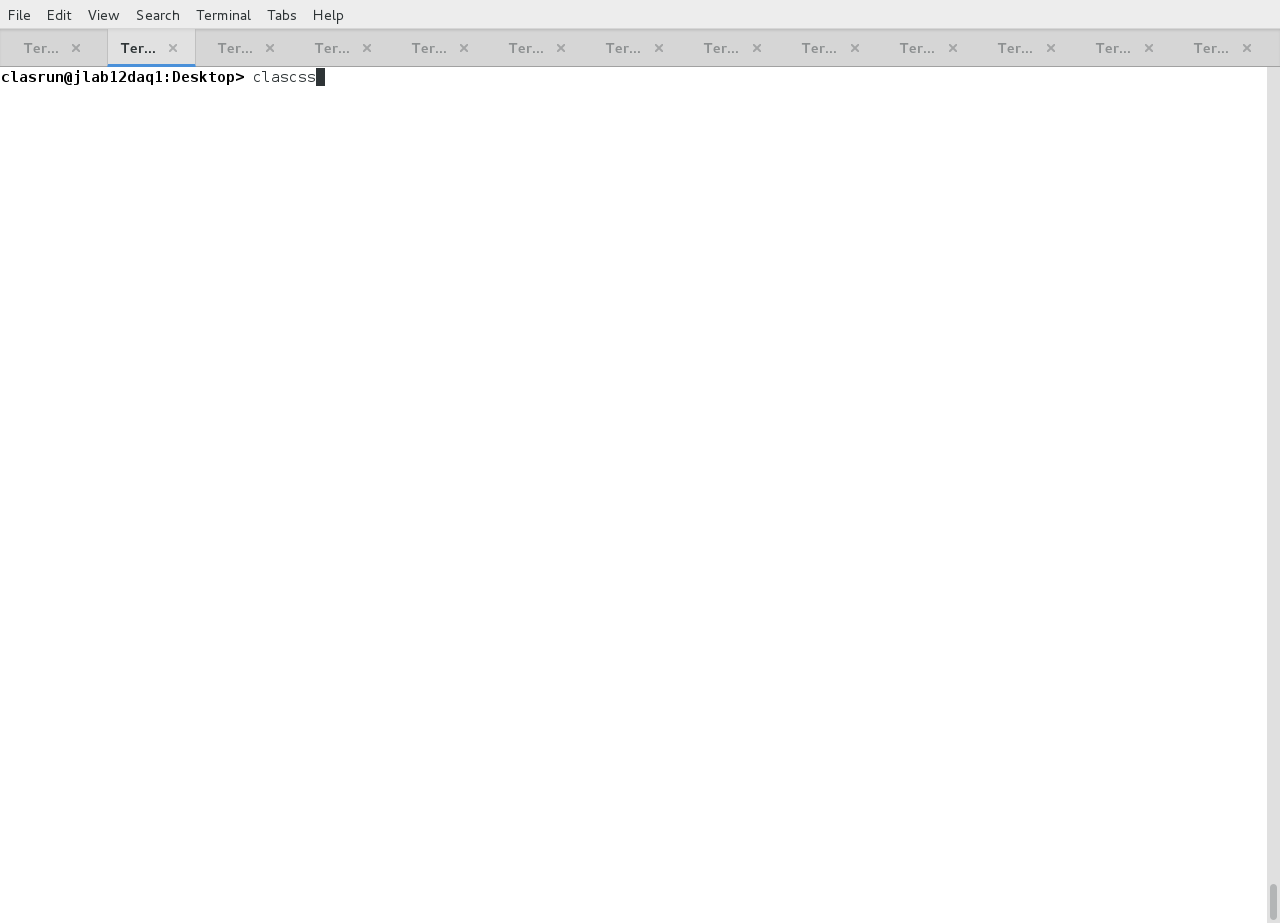 File Edit View Search Terminal Tabs Help
Ter... × Ter... × Ter... × Ter... × Ter... × Ter... × Ter... × Ter... × Ter... × Ter... × Ter... × Ter... × Ter... ×
clasrun@jlab12daq1:Desktop> clascss